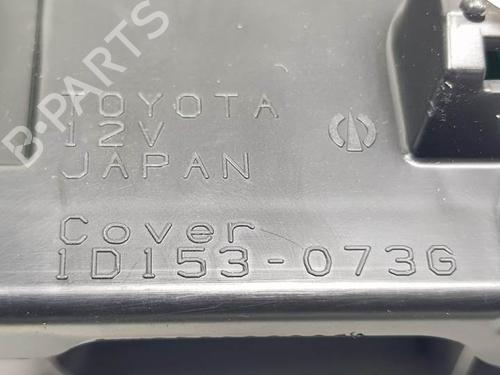 B-PARTS
TOYOTA
12V
JAPAN
Cover
1D153-073G